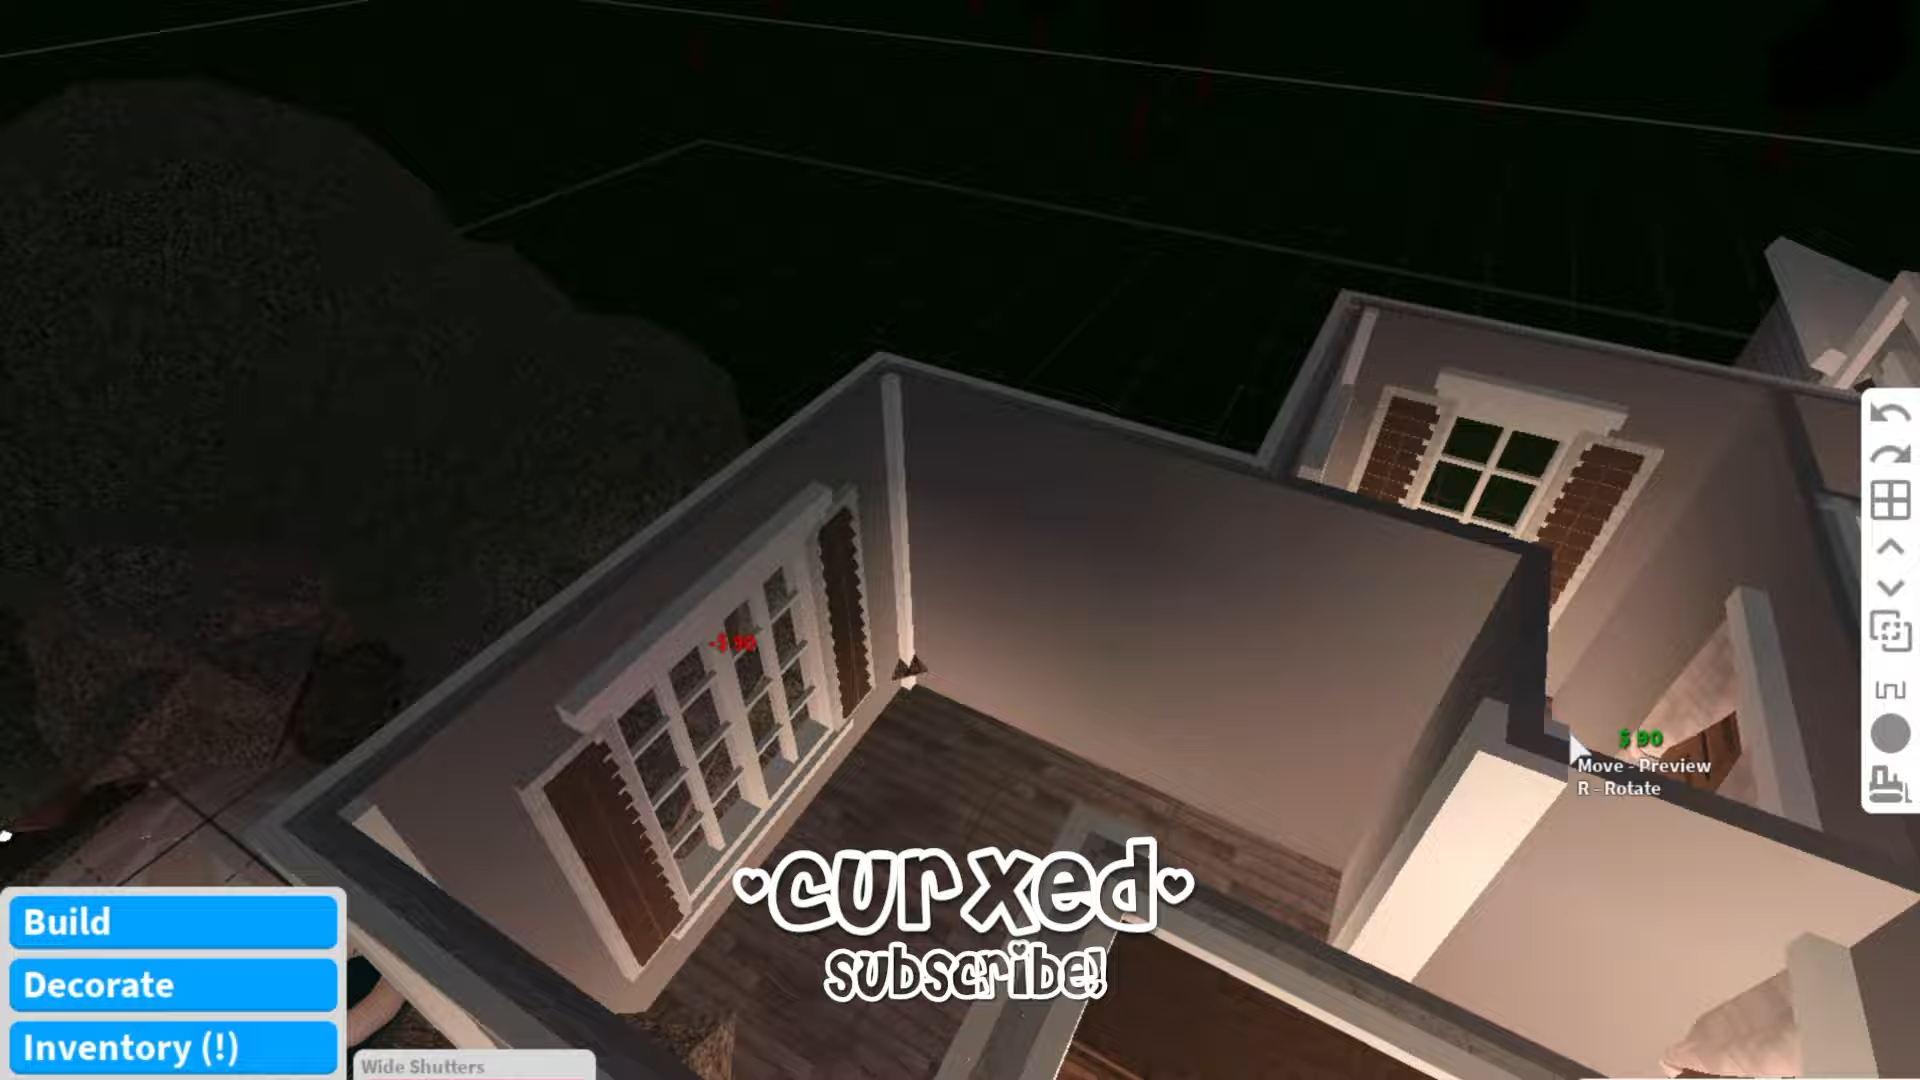 -$ 90
$ 90
Move - Preview
R - Rotate
•curxed•
subscribe!
Build
Decorate
Inventory (!)
Wide Shutters